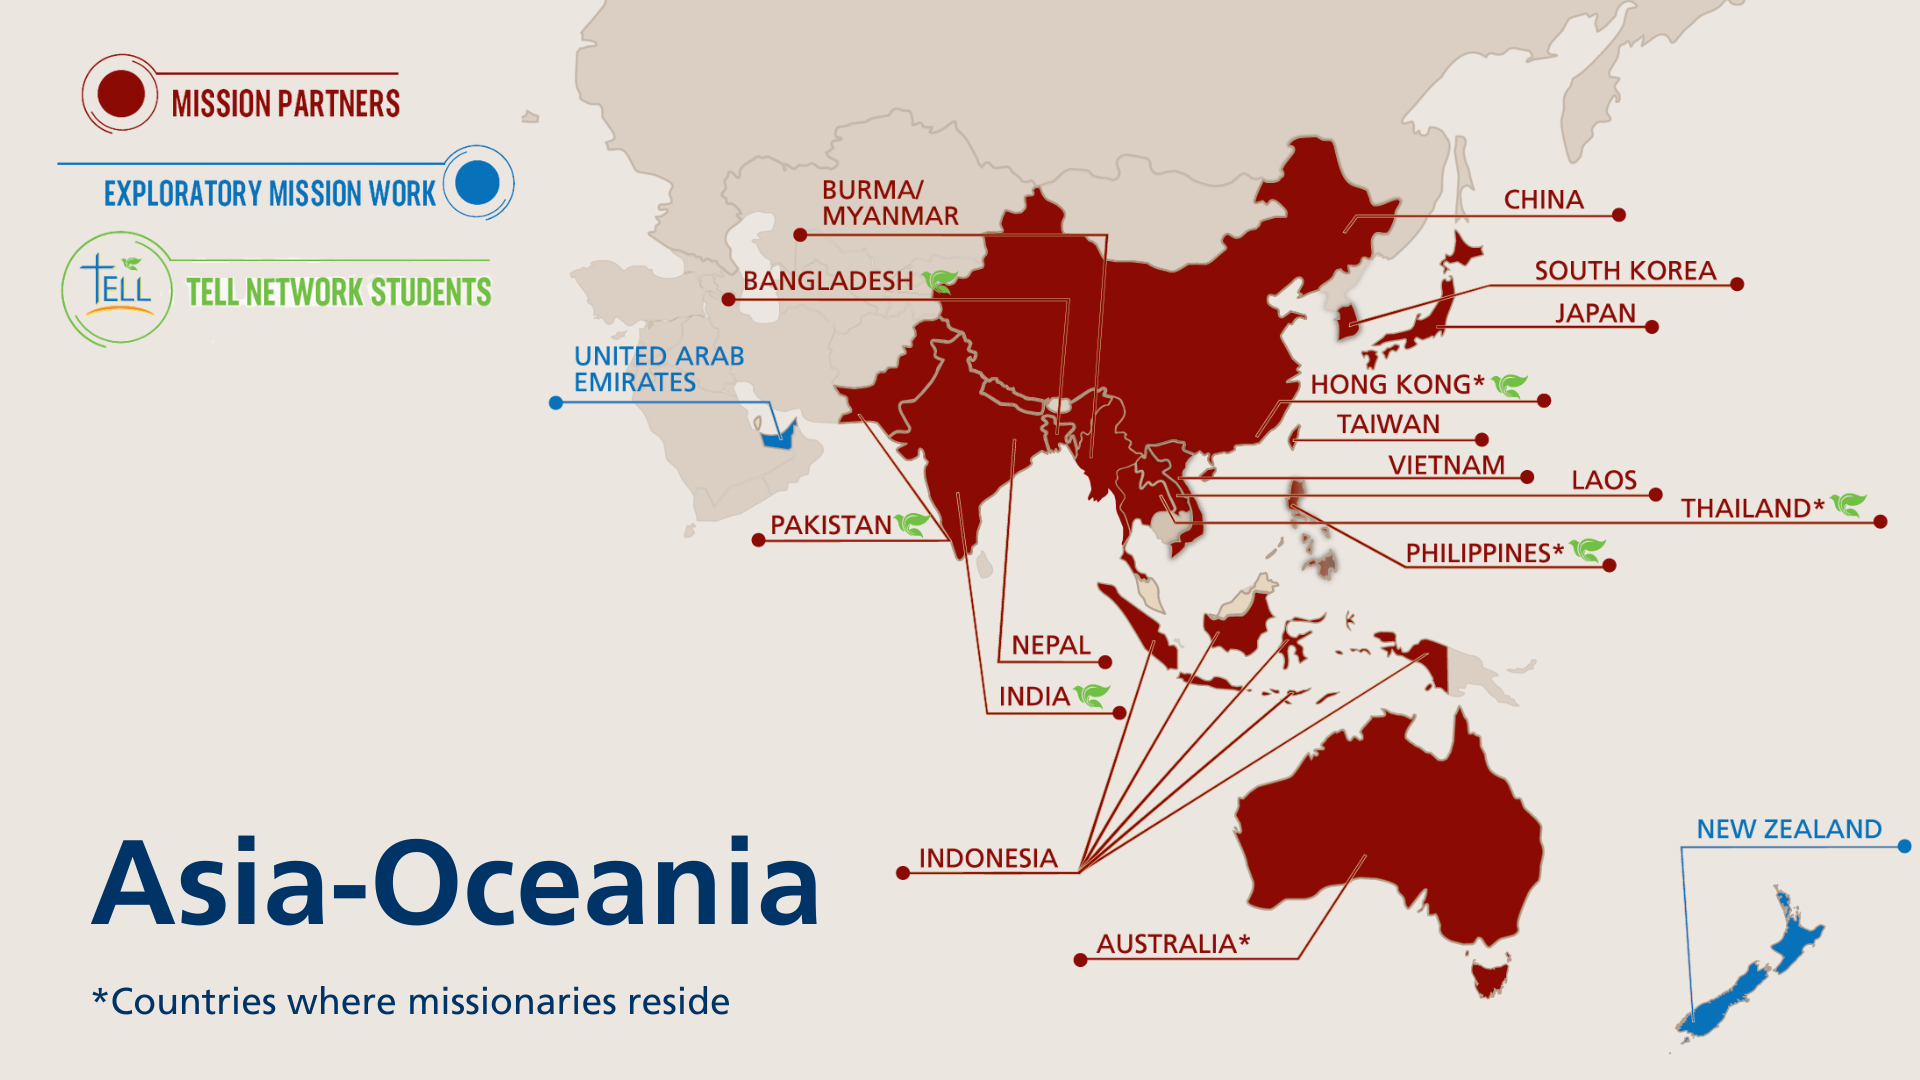 MISSION PARTNERS
EXPLORATORY MISSION WORK
TELL
TELL NETWORK STUDENTS
BURMA/
MYANMAR
BANGLADESH
UNITED ARAB
EMIRATES
PAKISTAN
CHINA
SOUTH KOREA
JAPAN
HONG KONG*
TAIWAN
VIETNAM
LAOS
THAILAND*
PHILIPPINES*
NEPAL
INDIA
INDONESIA
AUSTRALIA*
NEW ZEALAND
Asia-Oceania
*Countries where missionaries reside